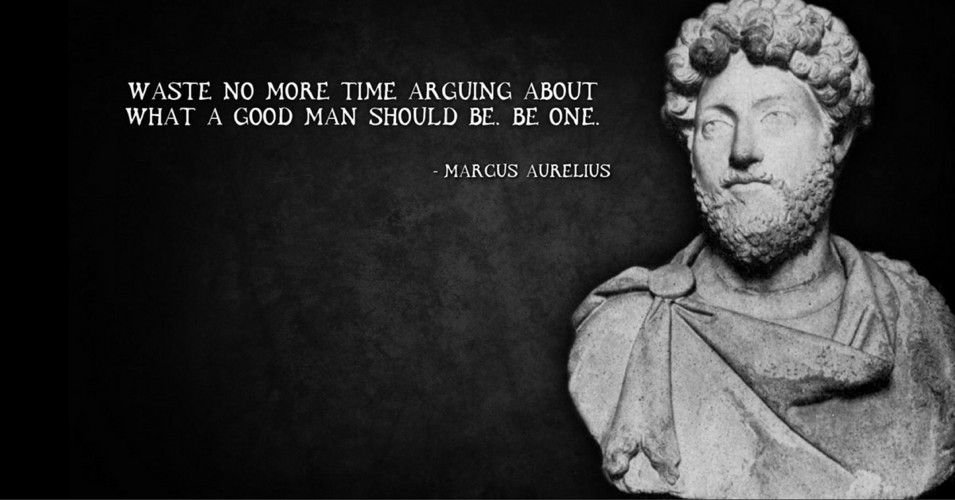 WASTE NO MORE TIME ARGUING ABOUT
WHAT A GOOD MAN SHOULD BE. BE ONE.
- MARCUS AURELIUS